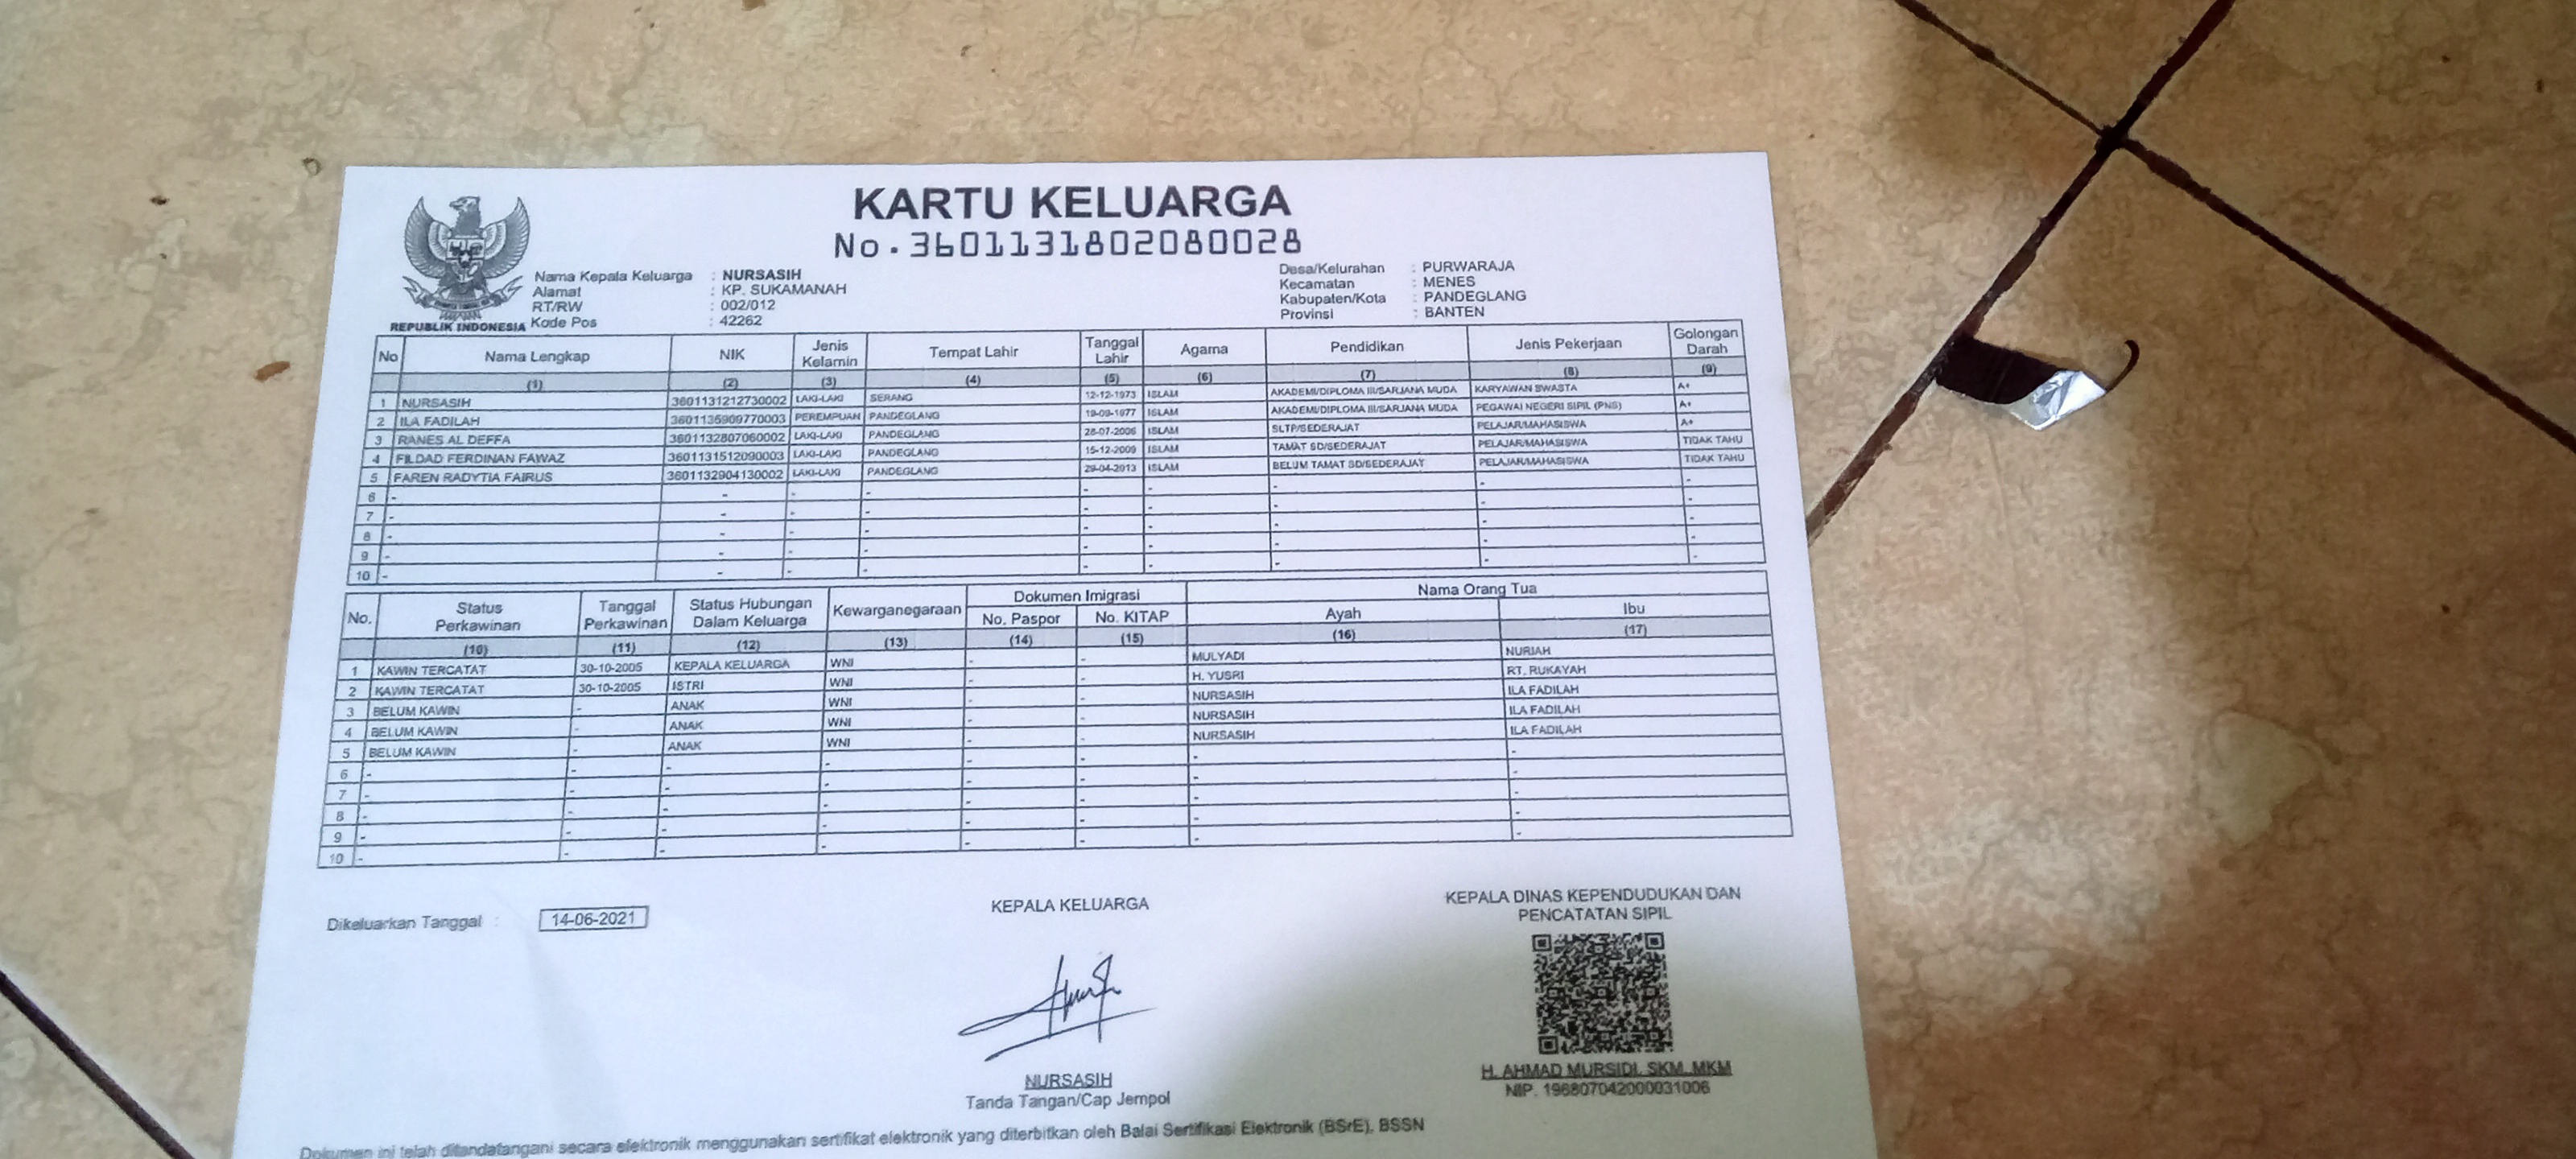 KARTU KELUARGA
No. 3601131802080028
REPUBLIK INDONESIA
Nama Kepala Keluarga : NURSASIH
Alamat : KP. SUKAMANAH
RT/RW : 002/012
Kode Pos : 42262
Desa/Kelurahan : PURWARAJA
Kecamatan : MENES
Kabupaten/Kota : PANDEGLANG
Provinsi : BANTEN
No Nama Lengkap NIK Jenis Kelamin Tempat Lahir Tanggal Lahir Agama Pendidikan Jenis Pekerjaan Golongan Darah
(1) (2) (3) (4) (5) (6) (7) (8) (9)
1 NURSASIH 3601131212730002 LAKI-LAKI SERANG 12-12-1973 ISLAM AKADEMI/DIPLOMA III/SARJANA MUDA KARYAWAN SWASTA A+
2 ILA FADILAH 3601135909770003 PEREMPUAN PANDEGLANG 19-09-1977 ISLAM AKADEMI/DIPLOMA III/SARJANA MUDA PEGAWAI NEGERI SIPIL (PNS) A+
3 RANES AL DEFFA 3601132807060002 LAKI-LAKI PANDEGLANG 28-07-2006 ISLAM SLTP/SEDERAJAT PELAJAR/MAHASISWA A+
4 FILDAD FERDINAN FAWAZ 3601131512090003 LAKI-LAKI PANDEGLANG 15-12-2009 ISLAM TAMAT SD/SEDERAJAT PELAJAR/MAHASISWA TIDAK TAHU
5 FAREN RADYTIA FAIRUS 3601132904130002 LAKI-LAKI PANDEGLANG 29-04-2013 ISLAM BELUM TAMAT SD/SEDERAJAT PELAJAR/MAHASISWA TIDAK TAHU
6 - - - - - - - - -
7 - - - - - - - - -
8 - - - - - - - - -
9 - - - - - - - - -
10 - - - - - - - - -
No. Status Perkawinan Tanggal Perkawinan Status Hubungan Dalam Keluarga Kewarganegaraan Dokumen Imigrasi Nama Orang Tua
No. Paspor No. KITAP Ayah Ibu
(10) (11) (12) (13) (14) (15) (16) (17)
1 KAWIN TERCATAT 30-10-2005 KEPALA KELUARGA WNI - - MULYADI NURIAH
2 KAWIN TERCATAT 30-10-2005 ISTRI WNI - - H. YUSRI RT. RUKAYAH
3 BELUM KAWIN - ANAK WNI - - NURSASIH ILA FADILAH
4 BELUM KAWIN - ANAK WNI - - NURSASIH ILA FADILAH
5 BELUM KAWIN - ANAK WNI - - NURSASIH ILA FADILAH
6 - - - - - - - -
7 - - - - - - - -
8 - - - - - - - -
9 - - - - - - - -
10 - - - - - - - -
Dikeluarkan Tanggal : 14-06-2021
KEPALA KELUARGA
NURSASIH
Tanda Tangan/Cap Jempol
KEPALA DINAS KEPENDUDUKAN DAN
PENCATATAN SIPIL
H. AHMAD MURSIDI, SKM.,MKM
NIP. 196807042000031006
Dokumen ini telah ditandatangani secara elektronik menggunakan sertifikat elektronik yang diterbitkan oleh Balai Sertifikasi Elektronik (BSrE), BSSN